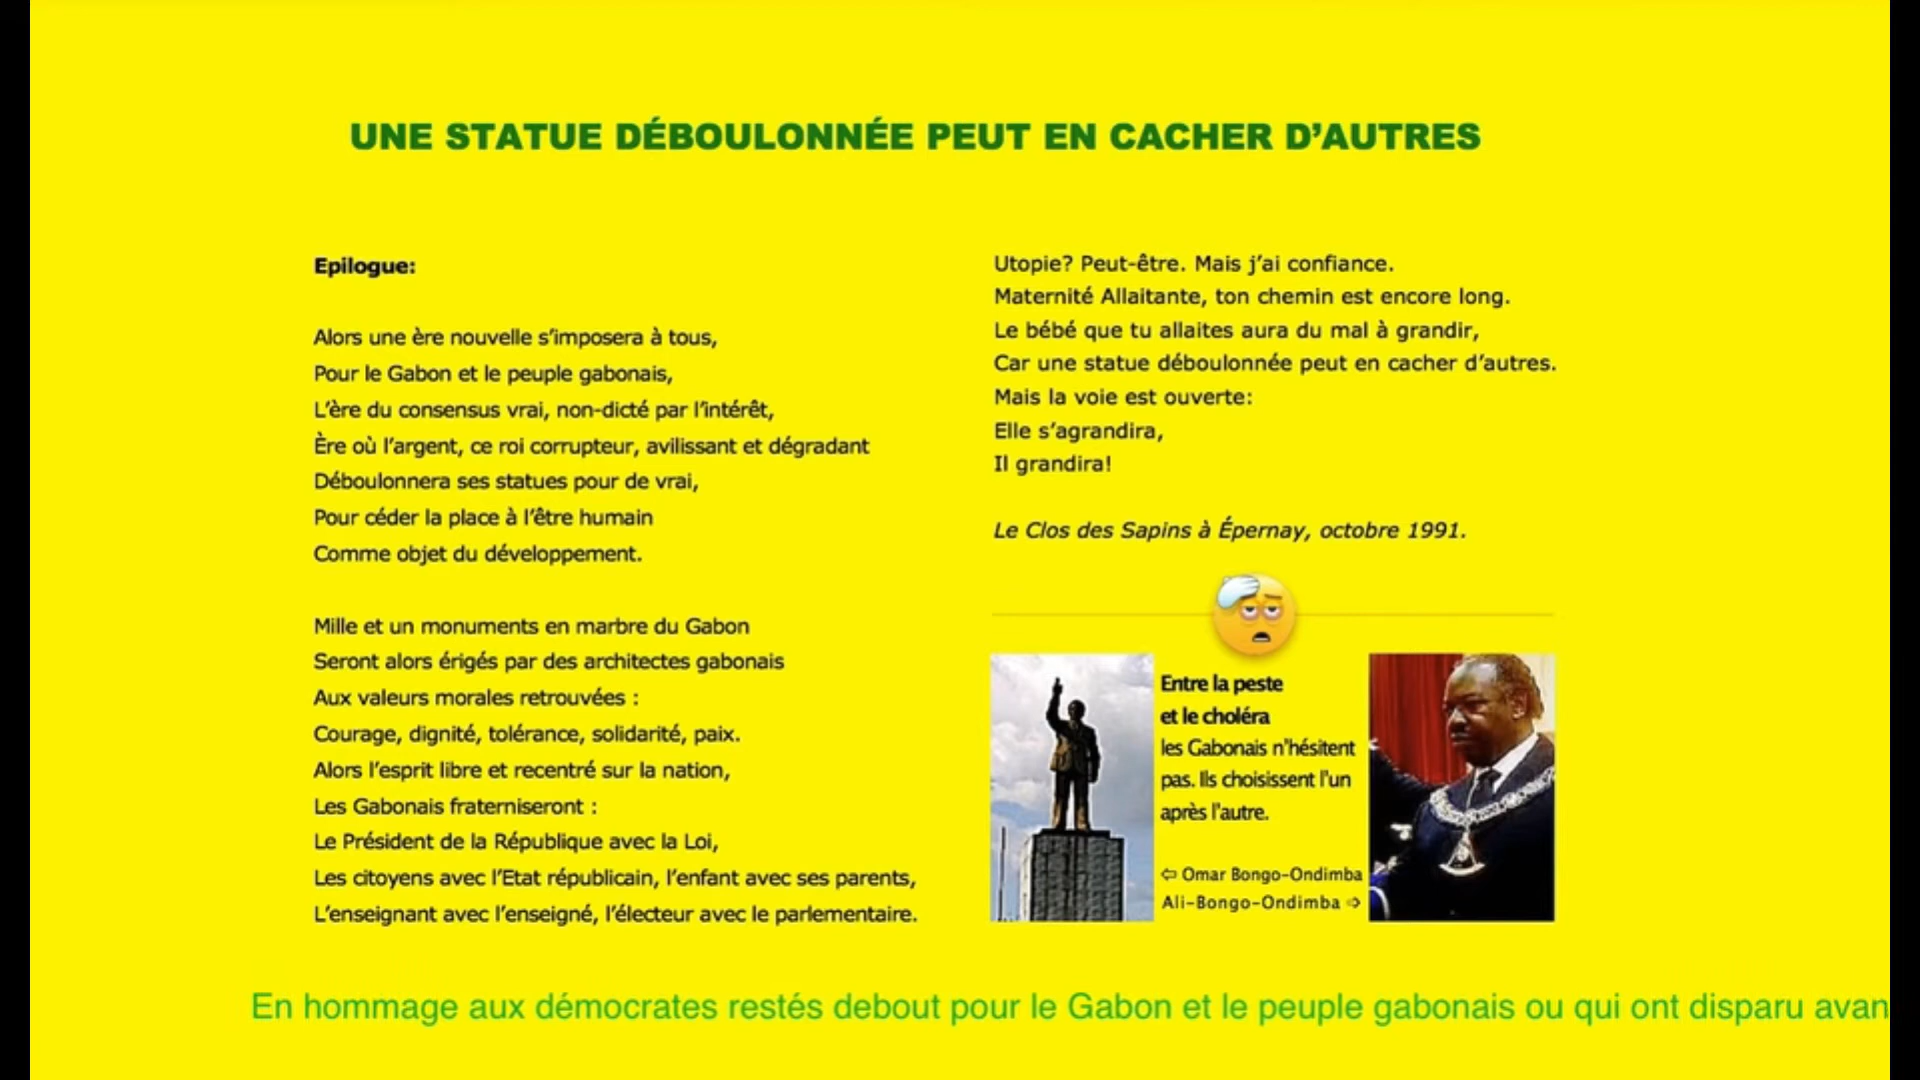 UNE STATUE DÉBOULONNÉE PEUT EN CACHER D’AUTRES
Epilogue:
Alors une ère nouvelle s’imposera à tous,
Pour le Gabon et le peuple gabonais,
L’ère du consensus vrai, non-dicté par l’intérêt,
Ère où l’argent, ce roi corrupteur, avilissant et dégradant
Déboulonnera ses statues pour de vrai,
Pour céder la place à l’être humain
Comme objet du développement.
Mille et un monuments en marbre du Gabon
Seront alors érigés par des architectes gabonais
Aux valeurs morales retrouvées :
Courage, dignité, tolérance, solidarité, paix.
Alors l’esprit libre et recentré sur la nation,
Les Gabonais fraterniseront :
Le Président de la République avec la Loi,
Les citoyens avec l’Etat républicain, l’enfant avec ses parents,
L’enseignant avec l’enseigné, l’électeur avec le parlementaire.
Utopie? Peut-être. Mais j’ai confiance.
Maternité Allaitante, ton chemin est encore long.
Le bébé que tu allaites aura du mal à grandir,
Car une statue déboulonnée peut en cacher d’autres.
Mais la voie est ouverte:
Elle s’agrandira,
Il grandira!
Le Clos des Sapins à Épernay, octobre 1991.
Entre la peste
et le choléra
les Gabonais n’hésitent
pas. Ils choisissent l’un
après l’autre.
⇦ Omar Bongo-Ondimba
Ali-Bongo-Ondimba ⇨
En hommage aux démocrates restés debout pour le Gabon et le peuple gabonais ou qui ont disparu avan